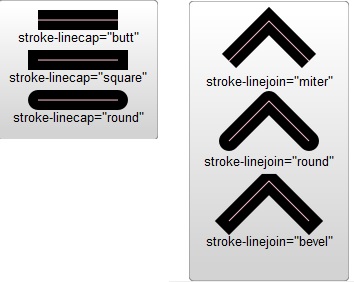 stroke-linecap="butt"
stroke-linecap="square"
stroke-linecap="round"
stroke-linejoin="miter"
stroke-linejoin="round"
stroke-linejoin="bevel"